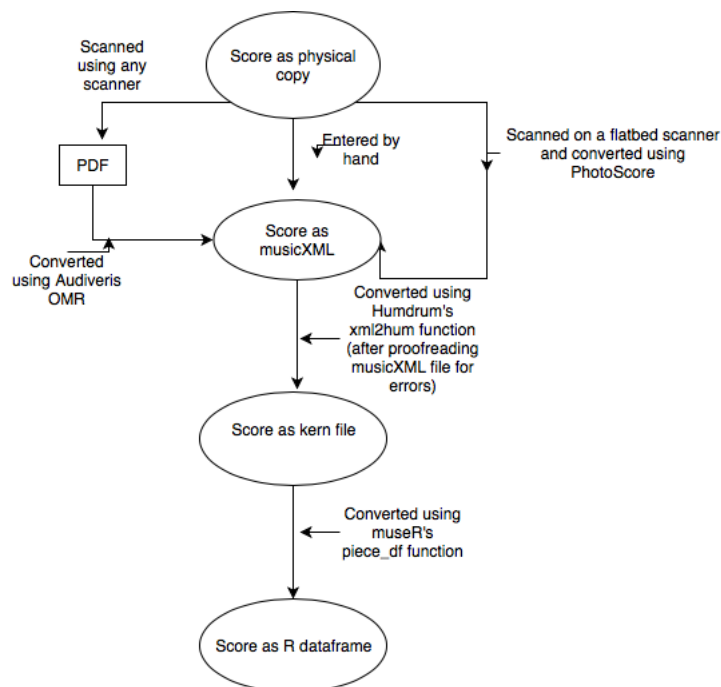 Scanned
using any
scanner
Score as physical
copy
Entered by
hand
Scanned on a flatbed scanner
and converted using
PhotoScore
PDF
Score as
musicXML
Converted
using Audiveris
OMR
Converted using
Humdrum's
xml2hum function
(after proofreading
musicXML file for
errors)
Score as kern file
Converted using
museR's
piece_df function
Score as R dataframe